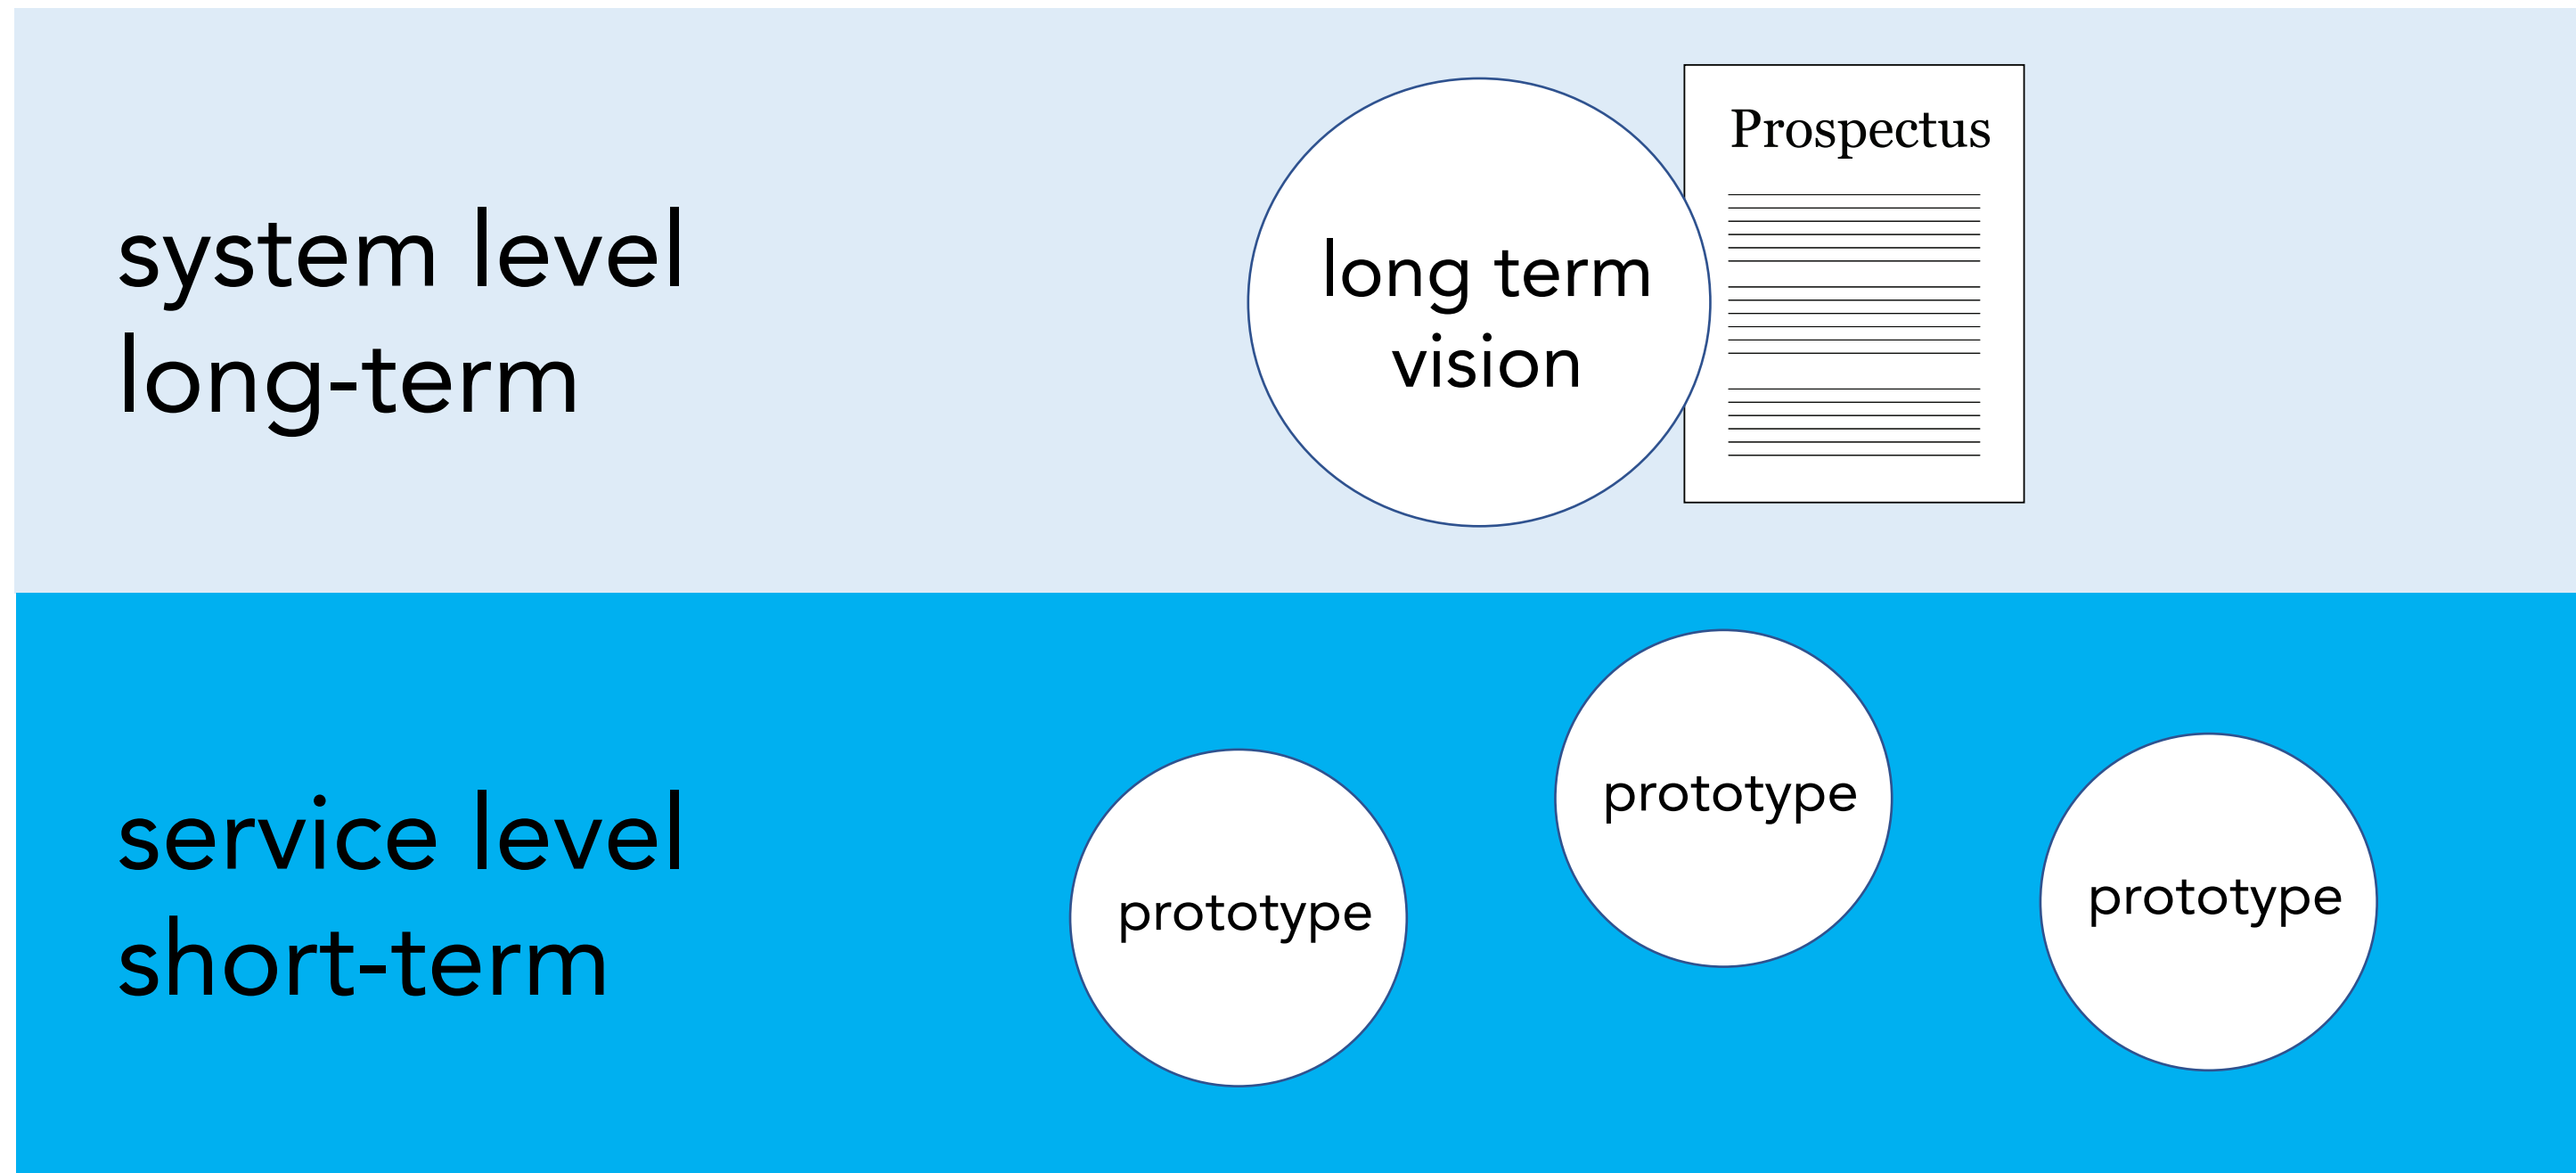 system level
long-term
long term
vision
Prospectus
service level
short-term
prototype
prototype
prototype